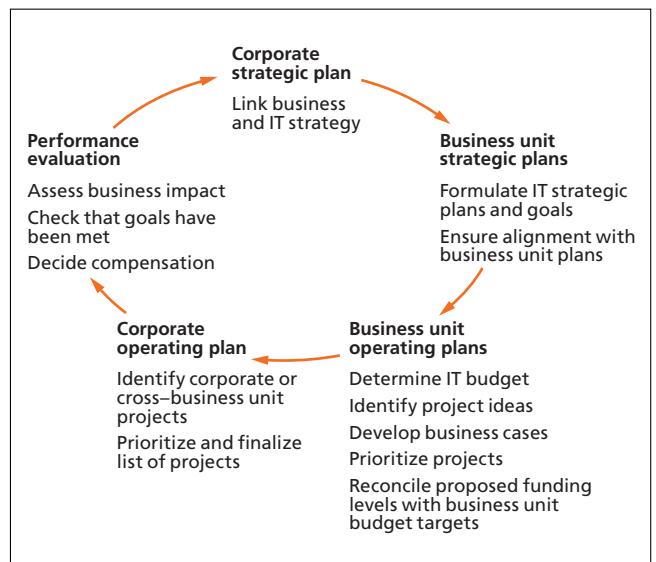 Corporate
strategic plan
Link business
and IT strategy
Business unit
strategic plans
Formulate IT strategic
plans and goals
Ensure alignment with
business unit plans
Business unit
operating plans
Determine IT budget
Identify project ideas
Develop business cases
Prioritize projects
Reconcile proposed funding
levels with business unit
budget targets
Corporate
operating plan
Identify corporate or
cross–business unit
projects
Prioritize and finalize
list of projects
Performance
evaluation
Assess business impact
Check that goals have
been met
Decide compensation